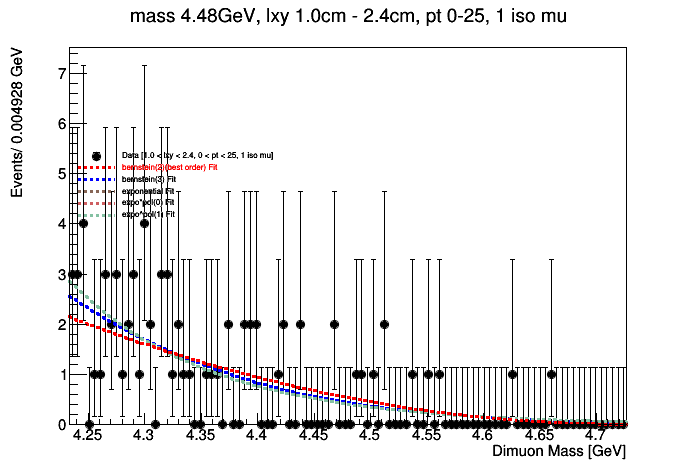 mass 4.48GeV, lxy 1.0cm - 2.4cm, pt 0-25, 1 iso mu
Events/ 0.004928 GeV
7
6
5
4
3
2
1
0
Data [1.0 < lxy < 2.4, 0 < pt < 25, 1 iso mu]
bernstein(2)(best order) Fit
bernstein(3) Fit
exponential Fit
expo*pol(0) Fit
expo*pol(1) Fit
4.25 4.3 4.35 4.4 4.45 4.5 4.55 4.6 4.65 4.7
Dimuon Mass [GeV]